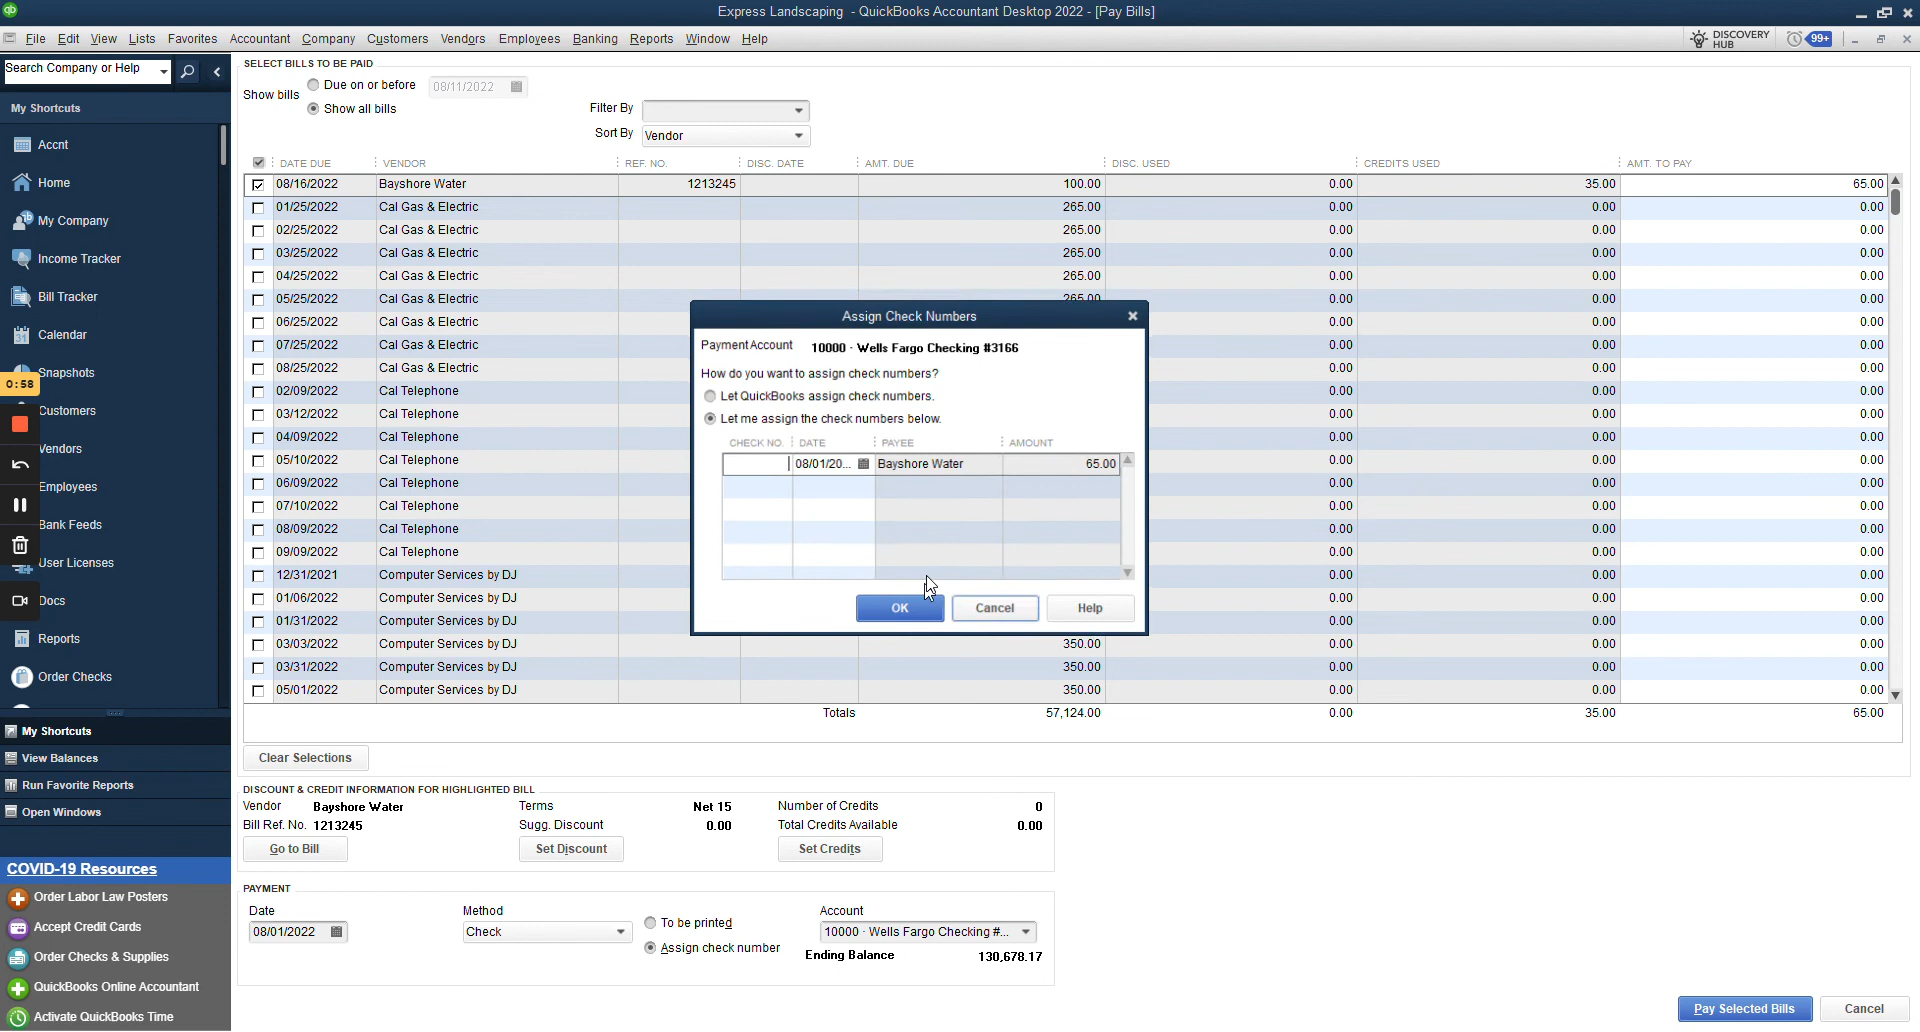 Express Landscaping - QuickBooks Accountant Desktop 2022 - [Pay Bills]
File Edit View Lists Favorites Accountant Company Customers Vendors Employees Banking Reports Window Help
DISCOVERY HUB 99+
Search Company or Help
My Shortcuts
Accnt
Home
My Company
Income Tracker
Bill Tracker
31 Calendar
Snapshots
0:58
Customers
Vendors
Employees
Bank Feeds
User Licenses
Docs
Reports
Order Checks
My Shortcuts
View Balances
Run Favorite Reports
Open Windows
COVID-19 Resources
Order Labor Law Posters
Accept Credit Cards
Order Checks & Supplies
QuickBooks Online Accountant
Activate QuickBooks Time
SELECT BILLS TO BE PAID
Show bills
Due on or before 08/11/2022
Show all bills
Filter By
Sort By Vendor
DATE DUE VENDOR REF. NO. DISC. DATE AMT. DUE DISC. USED CREDITS USED AMT. TO PAY
08/16/2022 Bayshore Water 1213245 100.00 0.00 35.00 65.00
01/25/2022 Cal Gas & Electric 265.00 0.00 0.00 0.00
02/25/2022 Cal Gas & Electric 265.00 0.00 0.00 0.00
03/25/2022 Cal Gas & Electric 265.00 0.00 0.00 0.00
04/25/2022 Cal Gas & Electric 265.00 0.00 0.00 0.00
05/25/2022 Cal Gas & Electric 265.00 0.00 0.00 0.00
06/25/2022 Cal Gas & Electric 0.00 0.00 0.00
07/25/2022 Cal Gas & Electric 0.00 0.00 0.00
08/25/2022 Cal Gas & Electric 0.00 0.00 0.00
02/09/2022 Cal Telephone 0.00 0.00 0.00
03/12/2022 Cal Telephone 0.00 0.00 0.00
04/09/2022 Cal Telephone 0.00 0.00 0.00
05/10/2022 Cal Telephone 0.00 0.00 0.00
06/09/2022 Cal Telephone 0.00 0.00 0.00
07/10/2022 Cal Telephone 0.00 0.00 0.00
08/09/2022 Cal Telephone 0.00 0.00 0.00
09/09/2022 Cal Telephone 0.00 0.00 0.00
12/31/2021 Computer Services by DJ 0.00 0.00 0.00
01/06/2022 Computer Services by DJ 0.00 0.00 0.00
01/31/2022 Computer Services by DJ 0.00 0.00 0.00
03/03/2022 Computer Services by DJ 350.00 0.00 0.00 0.00
03/31/2022 Computer Services by DJ 350.00 0.00 0.00 0.00
05/01/2022 Computer Services by DJ 350.00 0.00 0.00 0.00
Totals 57,124.00 0.00 35.00 65.00
Assign Check Numbers
Payment Account 10000 · Wells Fargo Checking #3166
How do you want to assign check numbers?
Let QuickBooks assign check numbers.
Let me assign the check numbers below.
CHECK NO. DATE PAYEE AMOUNT
08/01/20... Bayshore Water 65.00
OK Cancel Help
Clear Selections
DISCOUNT & CREDIT INFORMATION FOR HIGHLIGHTED BILL
Vendor Bayshore Water Terms Net 15 Number of Credits 0
Bill Ref. No. 1213245 Sugg. Discount 0.00 Total Credits Available 0.00
Go to Bill Set Discount Set Credits
PAYMENT
Date Method Account
08/01/2022 Check To be printed 10000 · Wells Fargo Checking #...
Assign check number Ending Balance 130,678.17
Pay Selected Bills Cancel